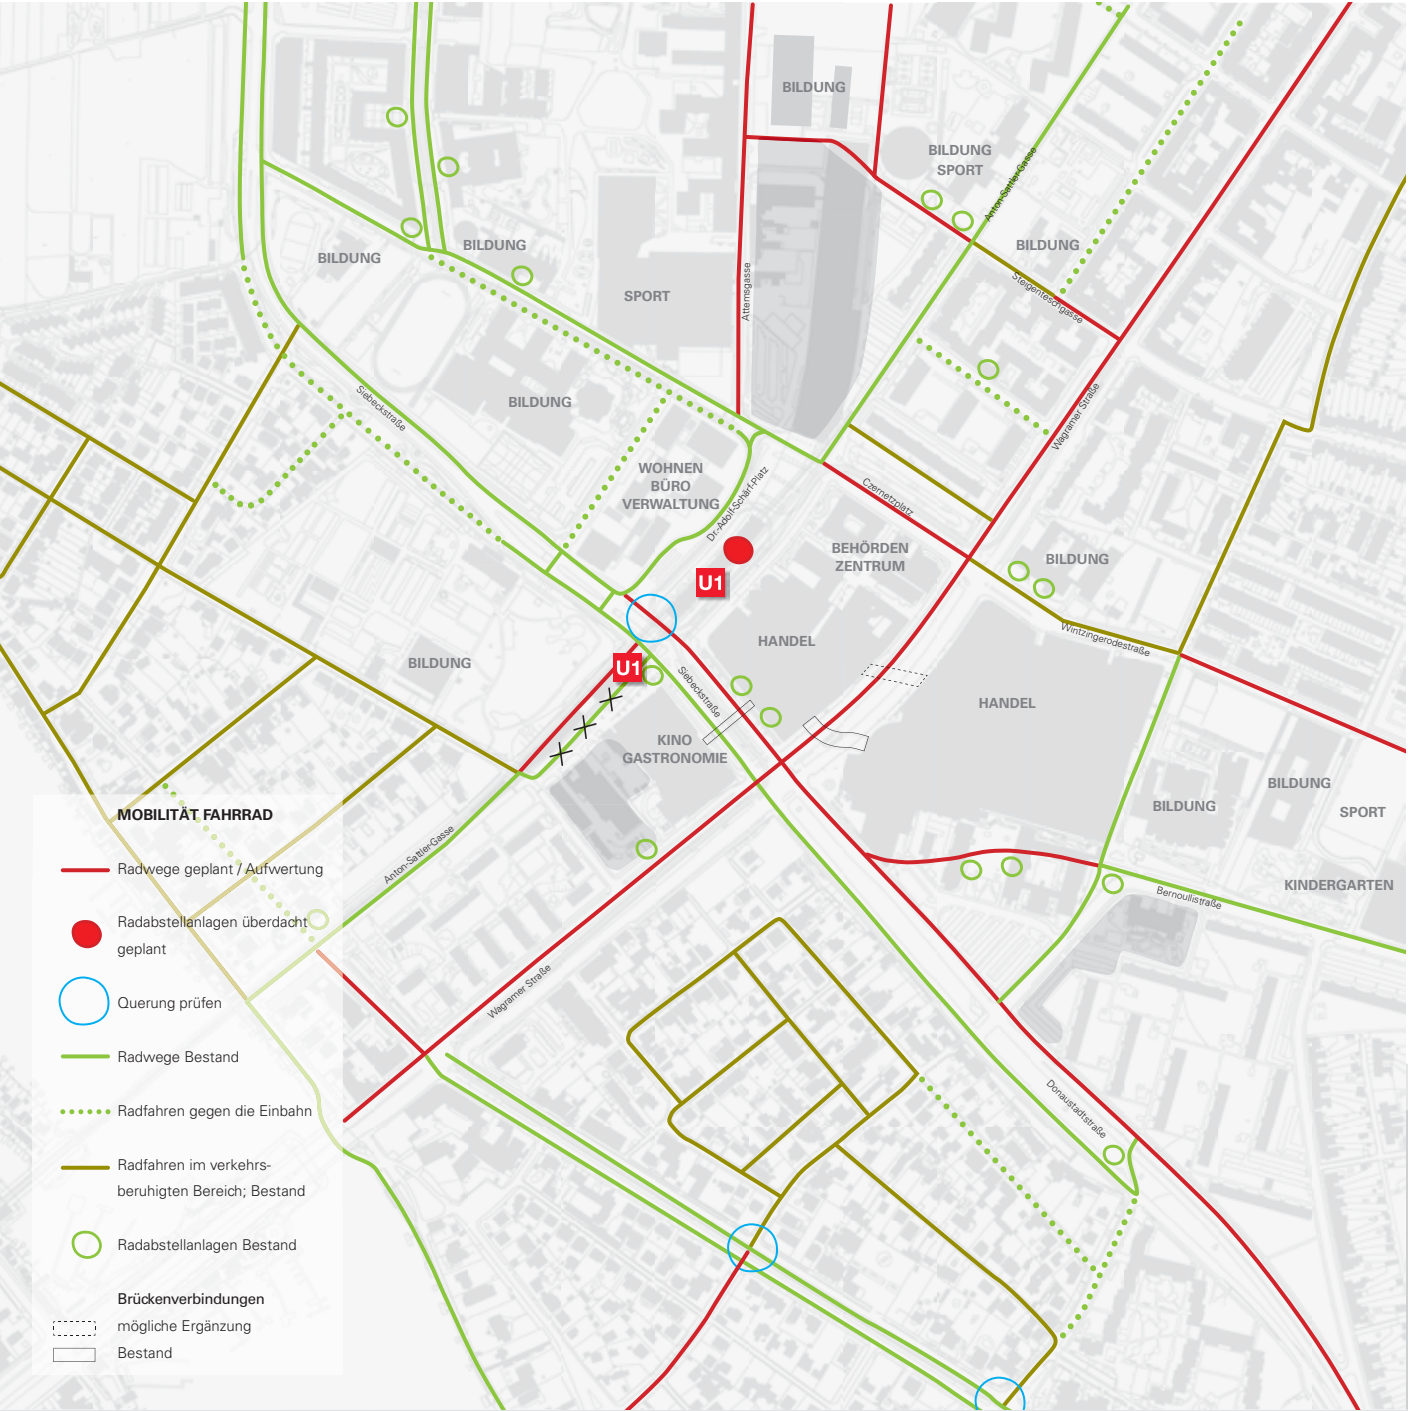 BILDUNG
BILDUNG
SPORT
Anton-Sattler-Gasse
BILDUNG
BILDUNG
BILDUNG
SPORT
Attemsgasse
Steigenteschgasse
BILDUNG
Siebeckstraße
Wagramer Straße
WOHNEN
BÜRO
VERWALTUNG
Dr.-Adolf-Schärf-Platz
Czernetzplatz
BEHÖRDEN
ZENTRUM
BILDUNG
U1
HANDEL
Wintzingerodestraße
BILDUNG
U1
Siebeckstraße
HANDEL
KINO
GASTRONOMIE
BILDUNG
BILDUNG
SPORT
KINDERGARTEN
Bernoullistraße
Anton-Sattler-Gasse
Wagramer Straße
Donaustadtstraße
MOBILITÄT FAHRRAD
Radwege geplant / Aufwertung
Radabstellanlagen überdacht
geplant
Querung prüfen
Radwege Bestand
Radfahren gegen die Einbahn
Radfahren im verkehrs-
beruhigten Bereich; Bestand
Radabstellanlagen Bestand
Brückenverbindungen
mögliche Ergänzung
Bestand